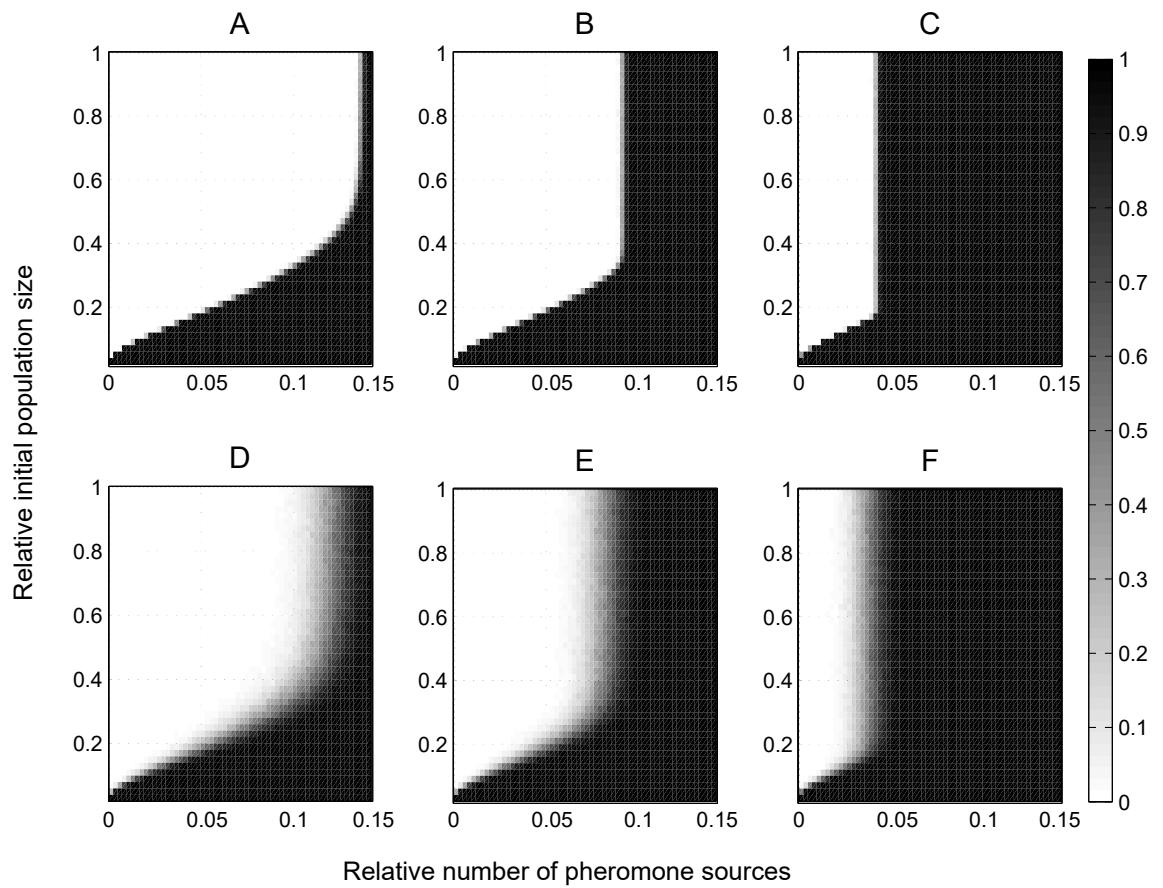 A B C
1 1 1 1
0.9
0.8 0.8 0.8 0.8
0.7
0.6 0.6 0.6 0.6
0.5
0.4 0.4 0.4 0.4
0.3
0.2 0.2 0.2 0.2
0.1
0
0 0.05 0.1 0.15 0 0.05 0.1 0.15 0 0.05 0.1 0.15
D E F
1 1 1
0.8 0.8 0.8
0.6 0.6 0.6
0.4 0.4 0.4
0.2 0.2 0.2
0 0.05 0.1 0.15 0 0.05 0.1 0.15 0 0.05 0.1 0.15
Relative initial population size
Relative number of pheromone sources